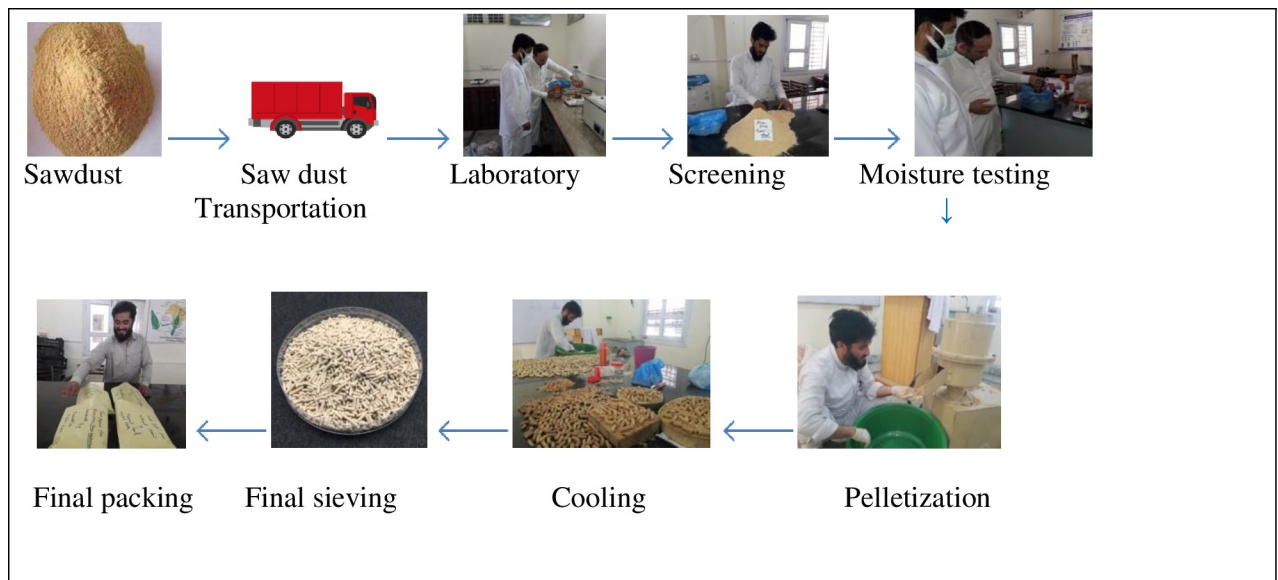 Sawdust
Saw dust
Transportation
Laboratory
Screening
Moisture testing
Final packing
Final sieving
Cooling
Pelletization